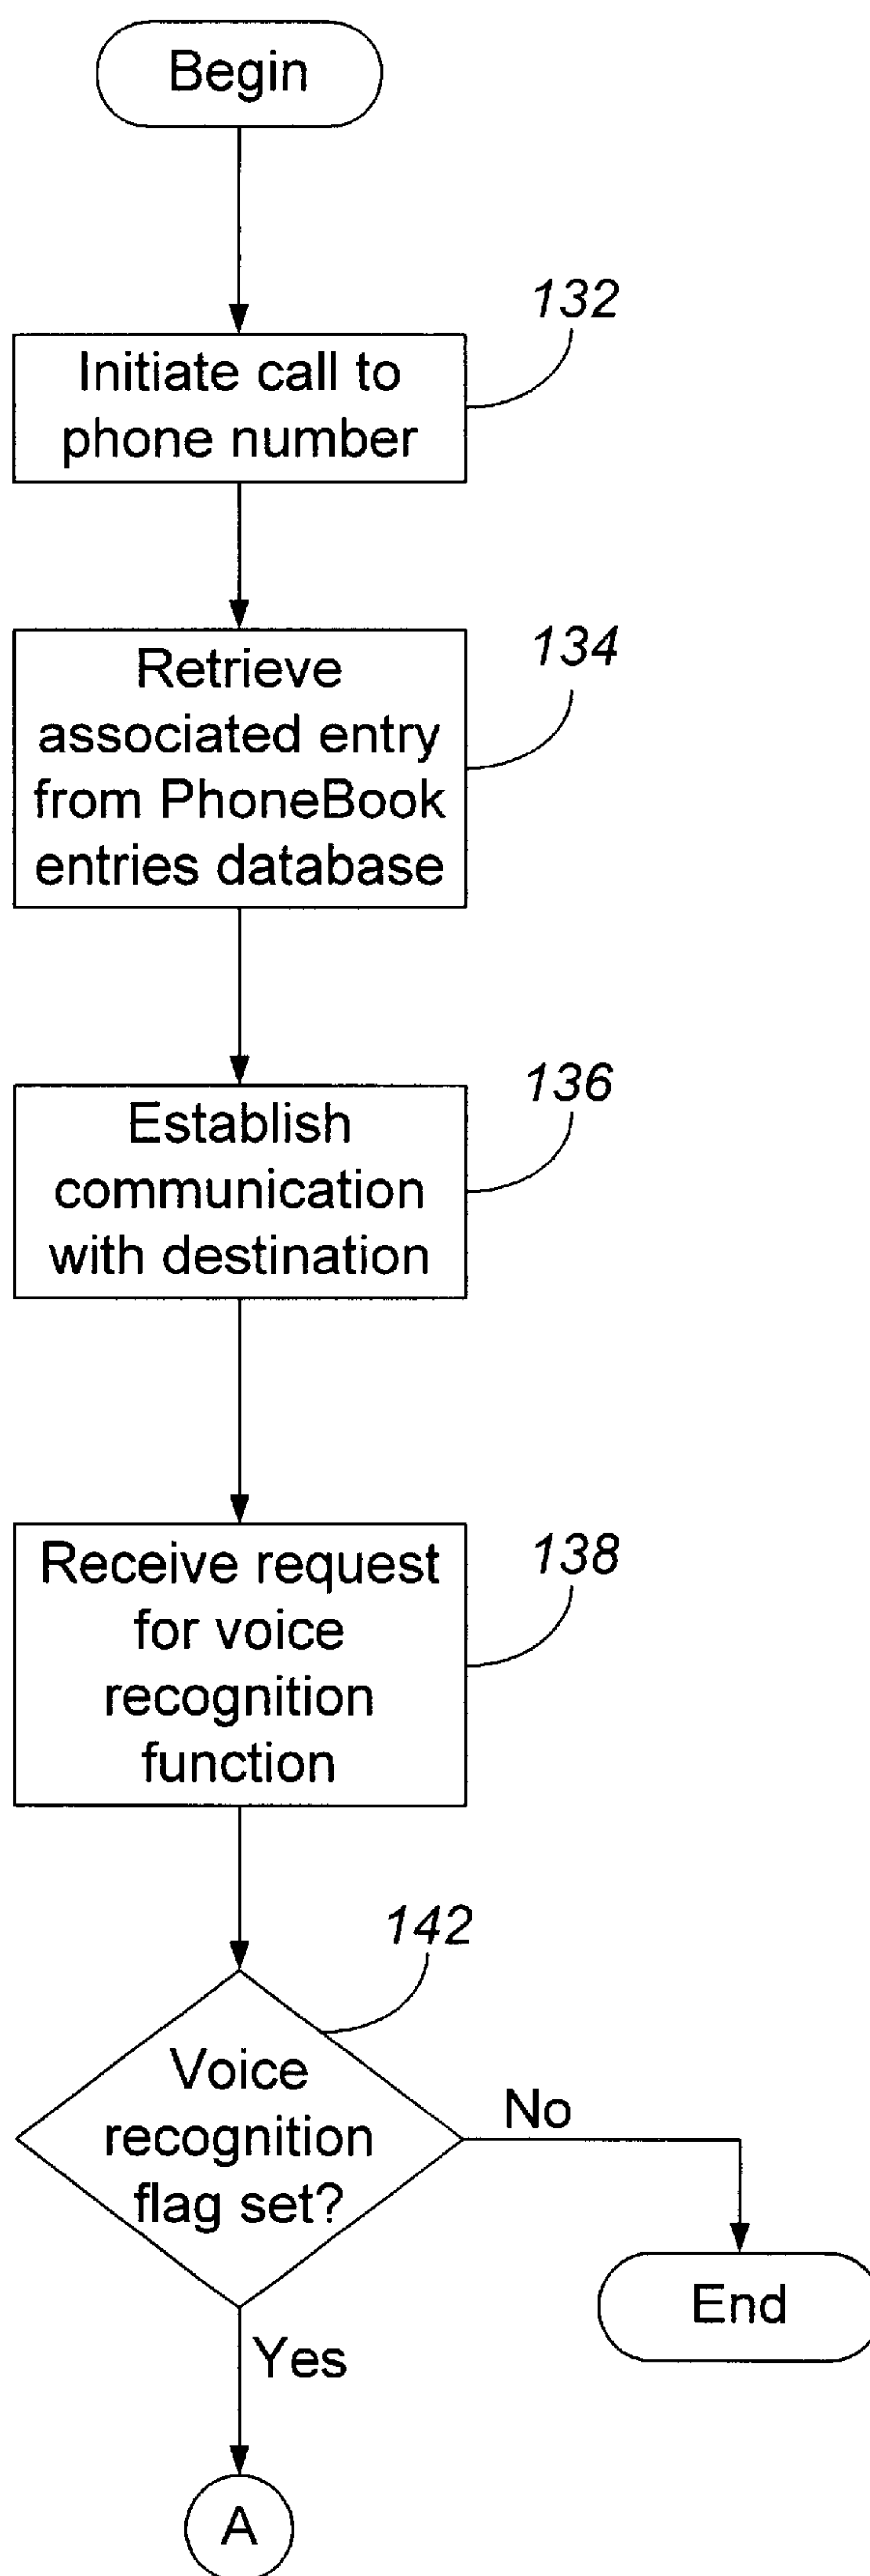 Begin
132
Initiate call to
phone number
134
Retrieve
associated entry
from PhoneBook
entries database
136
Establish
communication
with destination
138
Receive request
for voice
recognition
function
142
Voice
recognition
flag set?
No
End
Yes
A